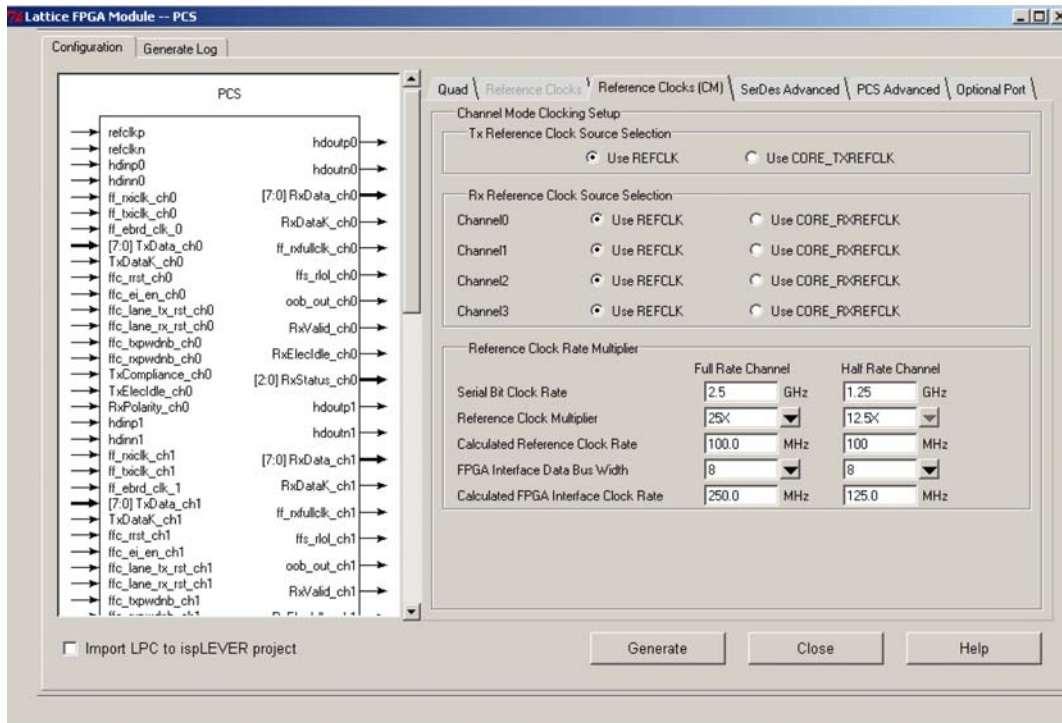 Lattice FPGA Module -- PCS
Configuration
Generate Log
PCS
refclkp
refclkn
hdinp0
hdinn0
ff_rxiclk_ch0
ff_txiclk_ch0
ff_ebrd_clk_0
[7:0] TxData_ch0
TxDataK_ch0
ffc_rrst_ch0
ffc_ei_en_ch0
ffc_lane_tx_rst_ch0
ffc_lane_rx_rst_ch0
ffc_txpwdnb_ch0
ffc_rxpwdnb_ch0
TxCompliance_ch0
TxElecIdle_ch0
RxPolarity_ch0
hdinp1
hdinn1
ff_rxiclk_ch1
ff_txiclk_ch1
ff_ebrd_clk_1
[7:0] TxData_ch1
TxDataK_ch1
ffc_rrst_ch1
ffc_ei_en_ch1
ffc_lane_tx_rst_ch1
ffc_lane_rx_rst_ch1
ffc_txpwdnb_ch1
hdoutp0
hdoutn0
[7:0] RxData_ch0
RxDataK_ch0
ff_rxfullclk_ch0
ffs_rlol_ch0
oob_out_ch0
RxValid_ch0
RxElecIdle_ch0
[2:0] RxStatus_ch0
hdoutp1
hdoutn1
[7:0] RxData_ch1
RxDataK_ch1
ff_rxfullclk_ch1
ffs_rlol_ch1
oob_out_ch1
RxValid_ch1
Quad Reference Clocks Reference Clocks (CM) SerDes Advanced PCS Advanced Optional Port
Channel Mode Clocking Setup
Tx Reference Clock Source Selection
Use REFCLK Use CORE_TXREFCLK
Rx Reference Clock Source Selection
Channel0 Use REFCLK Use CORE_RXREFCLK
Channel1 Use REFCLK Use CORE_RXREFCLK
Channel2 Use REFCLK Use CORE_RXREFCLK
Channel3 Use REFCLK Use CORE_RXREFCLK
Reference Clock Rate Multiplier
Full Rate Channel Half Rate Channel
Serial Bit Clock Rate 2.5 GHz 1.25 GHz
Reference Clock Multiplier 25X 12.5X
Calculated Reference Clock Rate 100.0 MHz 100 MHz
FPGA Interface Data Bus Width 8 8
Calculated FPGA Interface Clock Rate 250.0 MHz 125.0 MHz
Import LPC to ispLEVER project
Generate
Close
Help